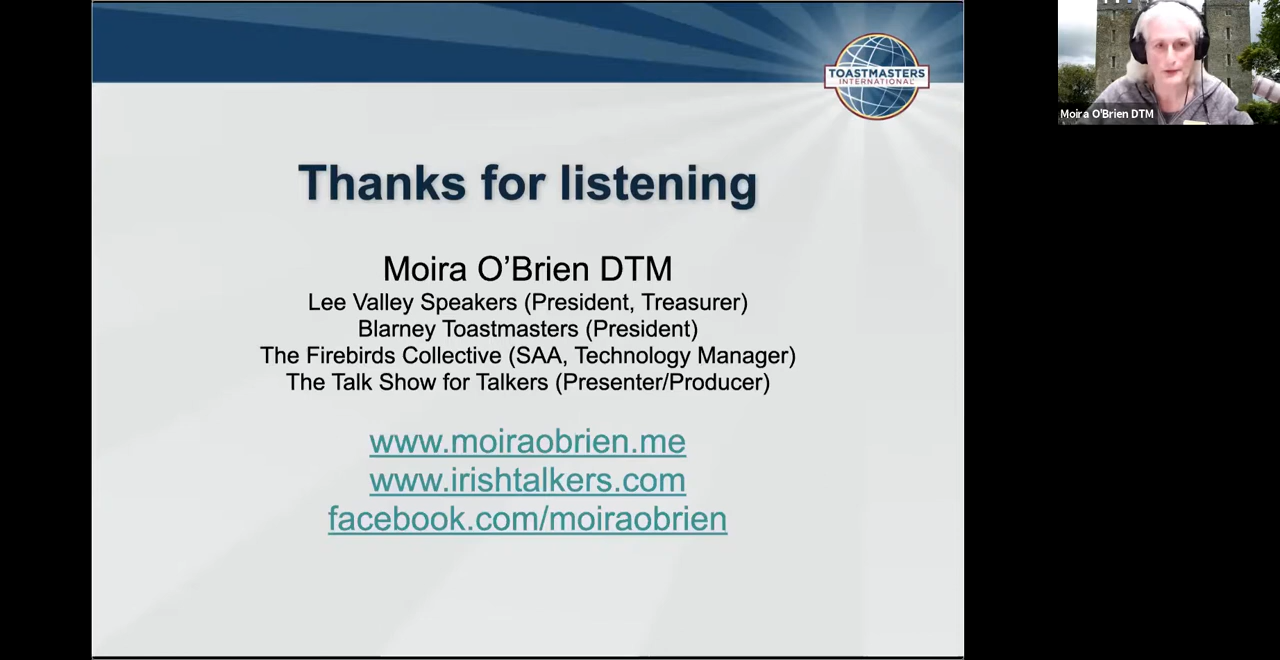 TOASTMASTERS
INTERNATIONAL
Thanks for listening
Moira O’Brien DTM
Lee Valley Speakers (President, Treasurer)
Blarney Toastmasters (President)
The Firebirds Collective (SAA, Technology Manager)
The Talk Show for Talkers (Presenter/Producer)
www.moiraobrien.me
www.irishtalkers.com
facebook.com/moiraobrien
Moira O'Brien DTM